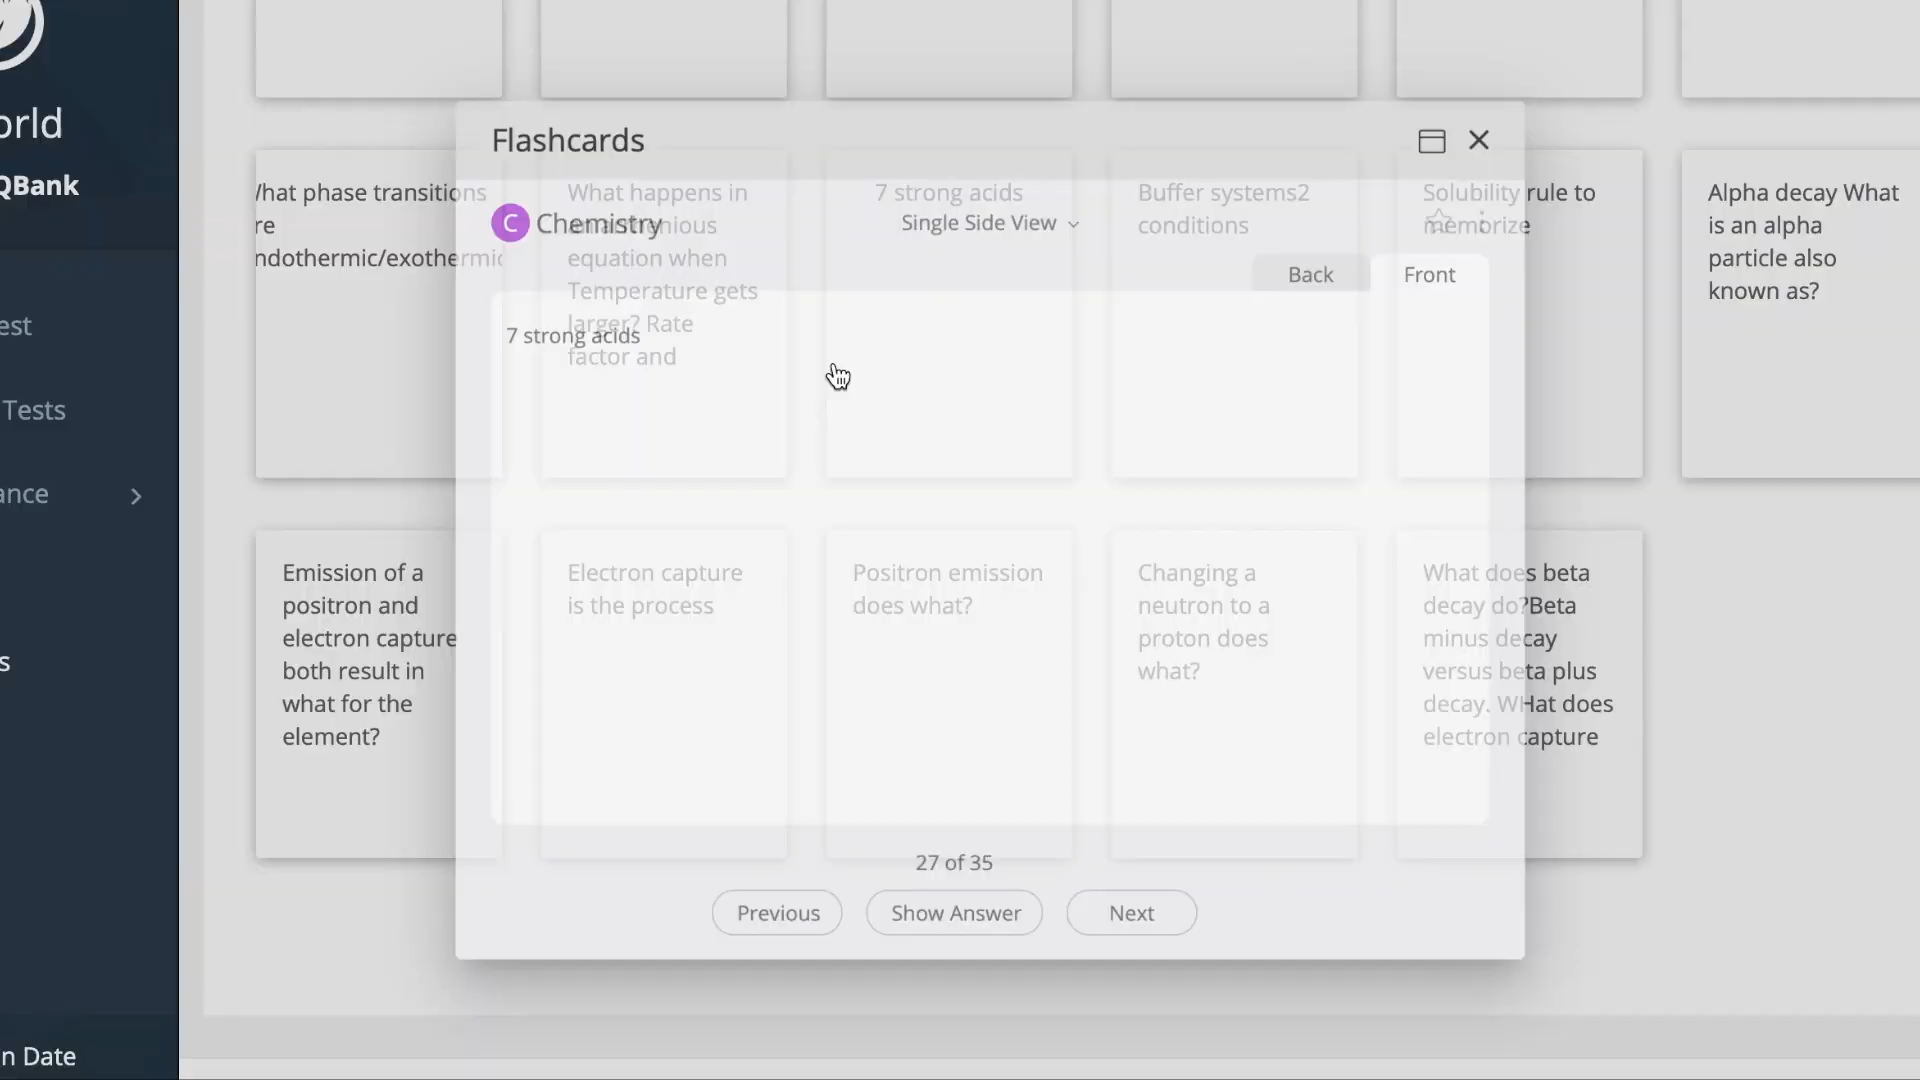 orld
QBank
est
Tests
ance
s
n Date
Flashcards
C Chemistry
Single Side View
Back
Front
7 strong acids
27 of 35
Previous
Show Answer
Next
hat phase transitions
re
ndothermic/exothermic
What happens in
an arrhenious
equation when
Temperature gets
larger? Rate
factor and
7 strong acids
Buffer systems2
conditions
Solubility rule to
memorize
Alpha decay What
is an alpha
particle also
known as?
Emission of a
positron and
electron capture
both result in
what for the
element?
Electron capture
is the process
Positron emission
does what?
Changing a
neutron to a
proton does
what?
What does beta
decay do?Beta
minus decay
versus beta plus
decay. WHat does
electron capture